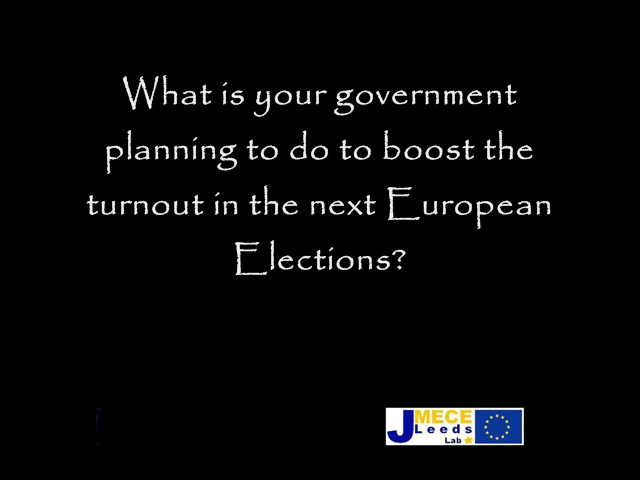 What is your government
planning to do to boost the
turnout in the next European
Elections?
JMECE
Leeds
Lab